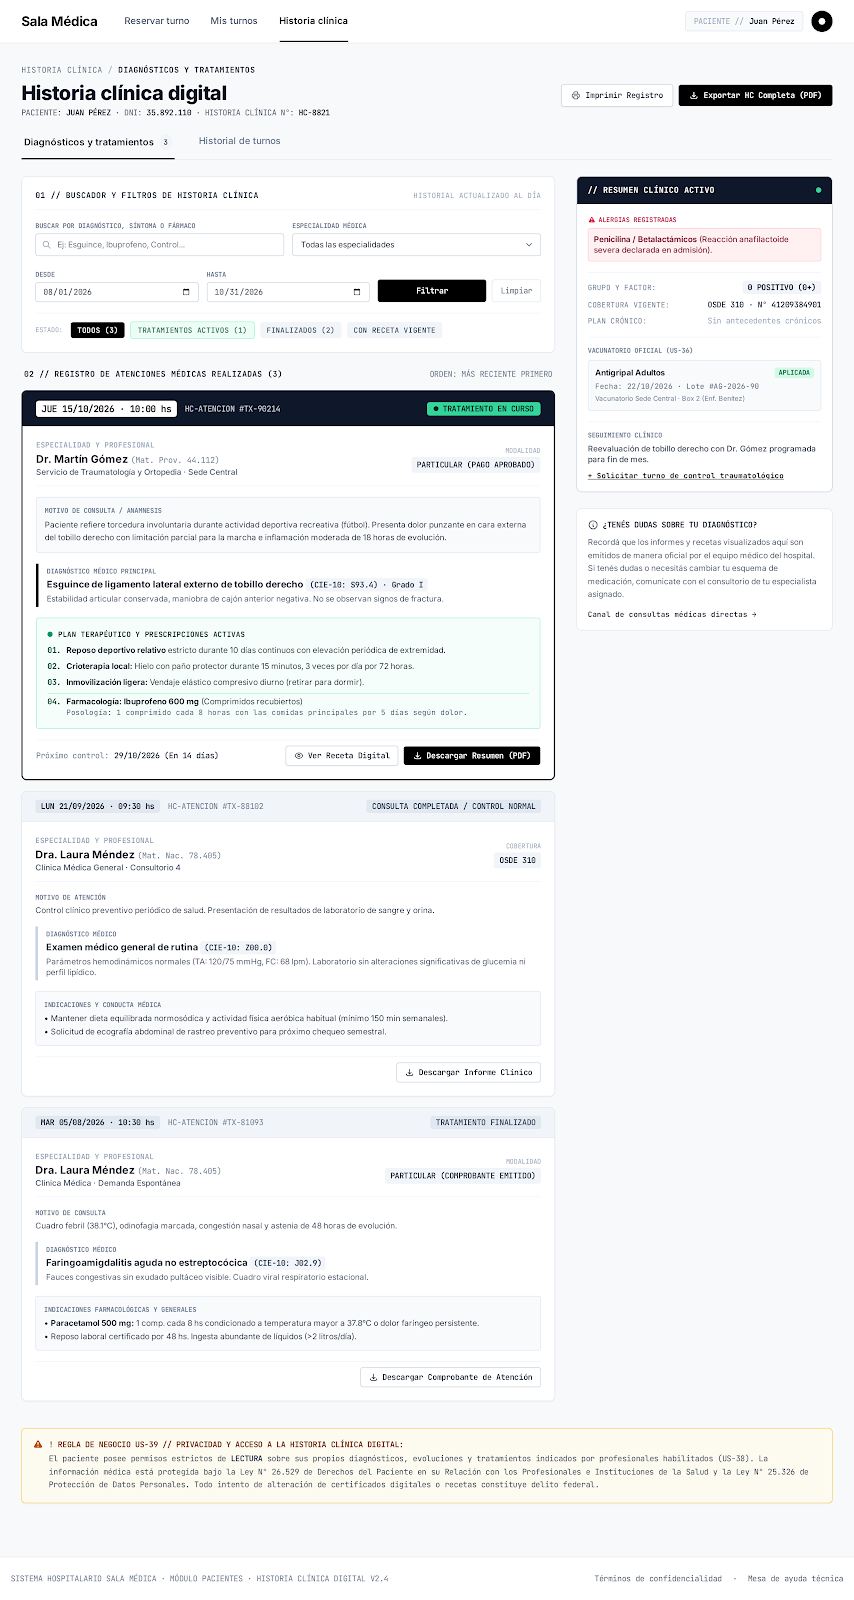 Sala Médica
Reservar turno
Mis turnos
Historia clínica
PACIENTE // Juan Pérez
HISTORIA CLÍNICA / DIAGNÓSTICOS Y TRATAMIENTOS
Historia clínica digital
PACIENTE: JUAN PÉREZ · DNI: 35.892.110 · HISTORIA CLÍNICA Nº: HC-8821
Imprimir Registro
Exportar HC Completa (PDF)
Diagnósticos y tratamientos 3
Historial de turnos
01 // BUSCADOR Y FILTROS DE HISTORIA CLÍNICA
HISTORIAL ACTUALIZADO AL DÍA
BUSCAR POR DIAGNÓSTICO, SÍNTOMA O FÁRMACO
Ej: Esguince, Ibuprofeno, Control...
ESPECIALIDAD MÉDICA
Todas las especialidades
DESDE
08/01/2026
HASTA
10/31/2026
Filtrar
Limpiar
ESTADO:
TODOS (3)
TRATAMIENTOS ACTIVOS (1)
FINALIZADOS (2)
CON RECETA VIGENTE
02 // REGISTRO DE ATENCIONES MÉDICAS REALIZADAS (3)
ORDEN: MÁS RECIENTE PRIMERO
JUE 15/10/2026 · 10:00 hs
HC-ATENCION #TX-90214
TRATAMIENTO EN CURSO
ESPECIALIDAD Y PROFESIONAL
Dr. Martín Gómez (Mat. Prov. 44.112)
Servicio de Traumatología y Ortopedia · Sede Central
MODALIDAD
PARTICULAR (PAGO APROBADO)
MOTIVO DE CONSULTA / ANAMNESIS
Paciente refiere torcedura involuntaria durante actividad deportiva recreativa (fútbol). Presenta dolor punzante en cara externa
del tobillo derecho con limitación parcial para la marcha e inflamación moderada de 18 horas de evolución.
DIAGNÓSTICO MÉDICO PRINCIPAL
Esguince de ligamento lateral externo de tobillo derecho (CIE-10: S93.4) · Grado I
Estabilidad articular conservada, maniobra de cajón anterior negativa. No se observan signos de fractura.
PLAN TERAPÉUTICO Y PRESCRIPCIONES ACTIVAS
01. Reposo deportivo relativo estricto durante 10 días continuos con elevación periódica de extremidad.
02. Crioterapia local: Hielo con paño protector durante 15 minutos, 3 veces por día por 72 horas.
03. Inmovilización ligera: Vendaje elástico compresivo diurno (retirar para dormir).
04. Farmacología: Ibuprofeno 600 mg (Comprimidos recubiertos)
Posología: 1 comprimido cada 8 horas con las comidas principales por 5 días según dolor.
Próximo control: 29/10/2026 (En 14 días)
Ver Receta Digital
Descargar Resumen (PDF)
LUN 21/09/2026 · 09:30 hs
HC-ATENCION #TX-88102
CONSULTA COMPLETADA / CONTROL NORMAL
ESPECIALIDAD Y PROFESIONAL
Dra. Laura Méndez (Mat. Nac. 78.405)
Clínica Médica General · Consultorio 4
COBERTURA
OSDE 310
MOTIVO DE ATENCIÓN
Control clínico preventivo periódico de salud. Presentación de resultados de laboratorio de sangre y orina.
DIAGNÓSTICO MÉDICO
Examen médico general de rutina (CIE-10: Z00.0)
Parámetros hemodinámicos normales (TA: 120/75 mmHg, FC: 68 lpm). Laboratorio sin alteraciones significativas de glucemia ni
perfil lipídico.
INDICACIONES Y CONDUCTA MÉDICA
• Mantener dieta equilibrada normosódica y actividad física aeróbica habitual (mínimo 150 min semanales).
• Solicitud de ecografía abdominal de rastreo preventivo para próximo chequeo semestral.
Descargar Informe Clínico
MAR 05/08/2026 · 10:30 hs
HC-ATENCION #TX-81093
TRATAMIENTO FINALIZADO
ESPECIALIDAD Y PROFESIONAL
Dra. Laura Méndez (Mat. Nac. 78.405)
Clínica Médica · Demanda Espontánea
MODALIDAD
PARTICULAR (COMPROBANTE EMITIDO)
MOTIVO DE CONSULTA
Cuadro febril (38.1°C), odinofagia marcada, congestión nasal y astenia de 48 horas de evolución.
DIAGNÓSTICO MÉDICO
Faringoamigdalitis aguda no estreptocócica (CIE-10: J02.9)
Fauces congestivas sin exudado pultáceo visible. Cuadro viral respiratorio estacional.
INDICACIONES FARMACOLÓGICAS Y GENERALES
• Paracetamol 500 mg: 1 comp. cada 8 hs condicionado a temperatura mayor a 37.8°C o dolor faríngeo persistente.
• Reposo laboral certificado por 48 hs. Ingesta abundante de líquidos (>2 litros/día).
Descargar Comprobante de Atención
// RESUMEN CLÍNICO ACTIVO
ALERGIAS REGISTRADAS
Penicilina / Betalactámicos (Reacción anafilactoide
severa declarada en admisión).
GRUPO Y FACTOR: 0 POSITIVO (0+)
COBERTURA VIGENTE: OSDE 310 · Nº 41209384901
PLAN CRÓNICO: Sin antecedentes crónicos
VACUNATORIO OFICIAL (US-36)
Antigripal Adultos
APLICADA
Fecha: 22/10/2026 · Lote #AG-2026-90
Vacunatorio Sede Central · Box 2 (Enf. Benítez)
SEGUIMIENTO CLÍNICO
Reevaluación de tobillo derecho con Dr. Gómez programada
para fin de mes.
+ Solicitar turno de control traumatológico
¿TENÉS DUDAS SOBRE TU DIAGNÓSTICO?
Recordá que los informes y recetas visualizados aquí son
emitidos de manera oficial por el equipo médico del hospital.
Si tenés dudas o necesitás cambiar tu esquema de
medicación, comunicate con el consultorio de tu especialista
asignado.
Canal de consultas médicas directas →
! REGLA DE NEGOCIO US-39 // PRIVACIDAD Y ACCESO A LA HISTORIA CLÍNICA DIGITAL:
El paciente posee permisos estrictos de LECTURA sobre sus propios diagnósticos, evoluciones y tratamientos indicados por profesionales habilitados (US-38). La
información médica está protegida bajo la Ley N° 26.529 de Derechos del Paciente en su Relación con los Profesionales e Instituciones de la Salud y la Ley N° 25.326 de
Protección de Datos Personales. Todo intento de alteración de certificados digitales o recetas constituye delito federal.
SISTEMA HOSPITALARIO SALA MÉDICA · MÓDULO PACIENTES · HISTORIA CLÍNICA DIGITAL V2.4
Términos de confidencialidad · Mesa de ayuda técnica